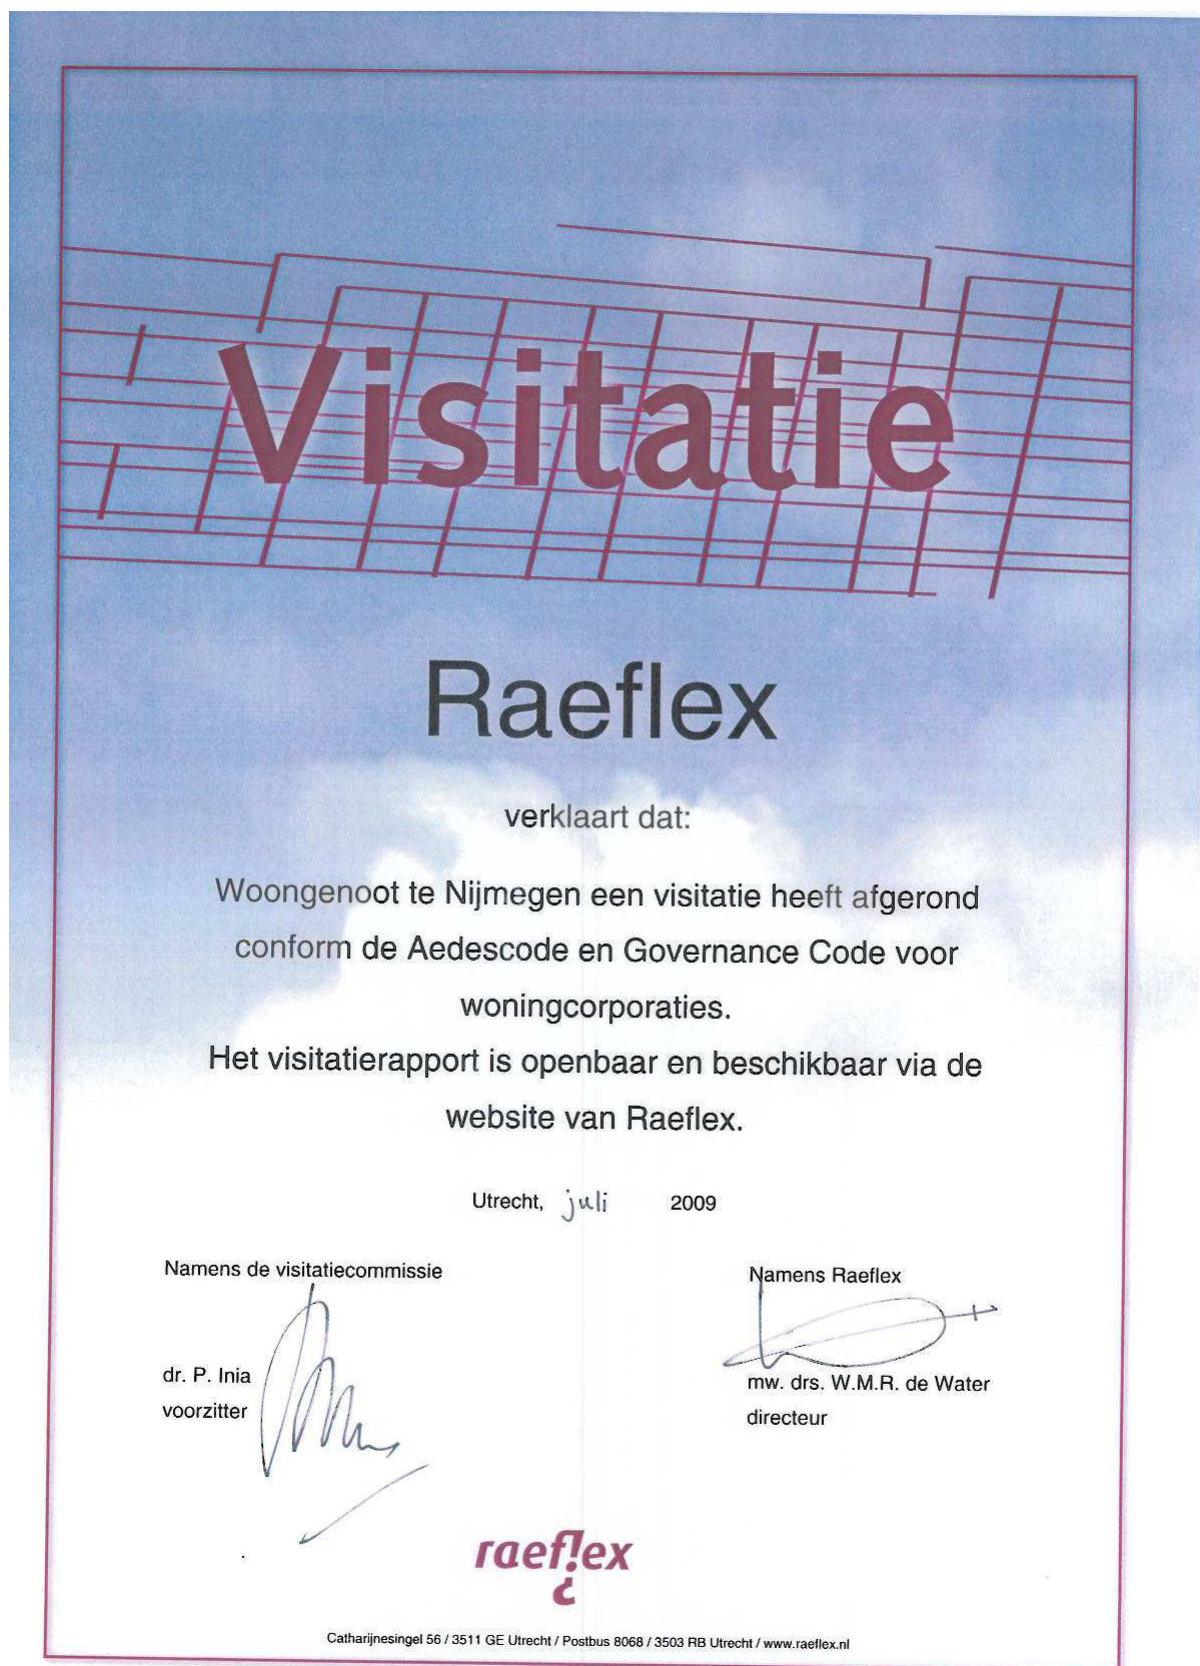 Visitatie
Raeflex
verklaart dat:
Woongenoot te Nijmegen een visitatie heeft afgerond
conform de Aedescode en Governance Code voor
woningcorporaties.
Het visitatierapport is openbaar en beschikbaar via de
website van Raeflex.
Utrecht, juli 2009
Namens de visitatiecommissie
dr. P. Inia
voorzitter
Namens Raeflex
mw. drs. W.M.R. de Water
directeur
raeflex
Catharijnesingel 56 / 3511 GE Utrecht / Postbus 8068 / 3503 RB Utrecht / www.raeflex.nl